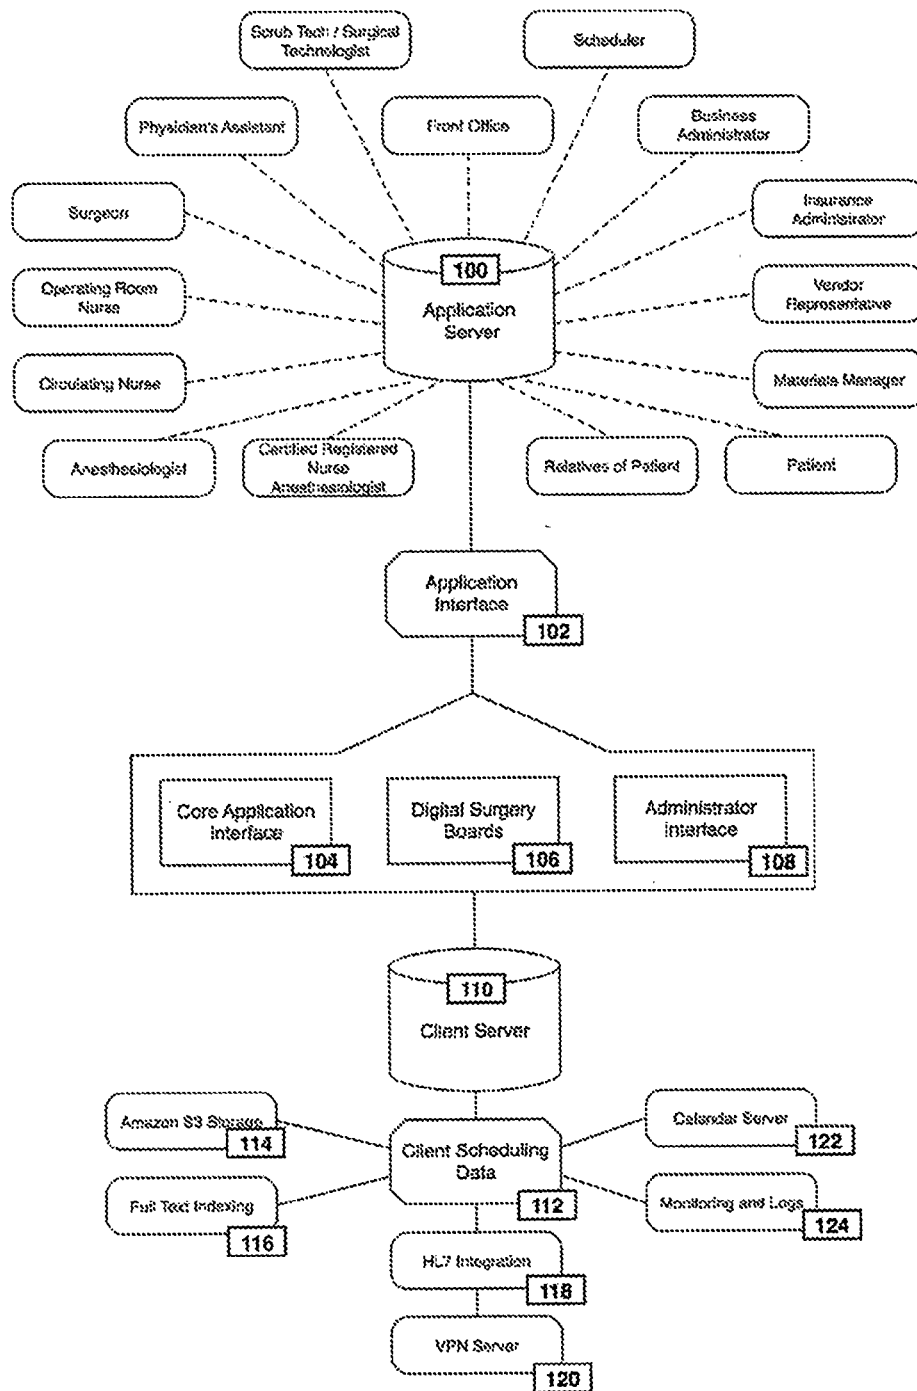 Scrub Tech / Surgical
Technologist
Scheduler
Physician's Assistant
Front Office
Business
Administrator
Surgeon
Insurance
Administrator
100
Application
Server
Operating Room
Nurse
Vendor
Representative
Circulating Nurse
Materials Manager
Anesthesiologist
Certified Registered
Nurse
Anesthesiologist
Relatives of Patient
Patient
Application
Interface
102
Core Application
Interface
104
Digital Surgery
Boards
106
Administrator
Interface
108
110
Client Server
Amazon S3 Storage
114
Client Scheduling
Data
112
Calendar Server
122
Full Text Indexing
116
Monitoring and Logs
124
HL7 Integration
118
VPN Server
120